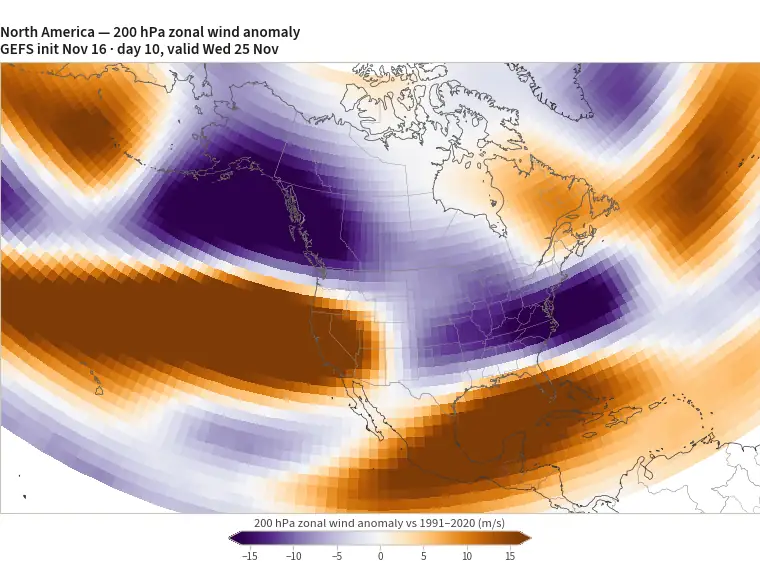 North America — 200 hPa zonal wind anomaly
GEFS init Nov 16 · day 10, valid Wed 25 Nov
200 hPa zonal wind anomaly vs 1991–2020 (m/s)
−15 −10 −5 0 5 10 15